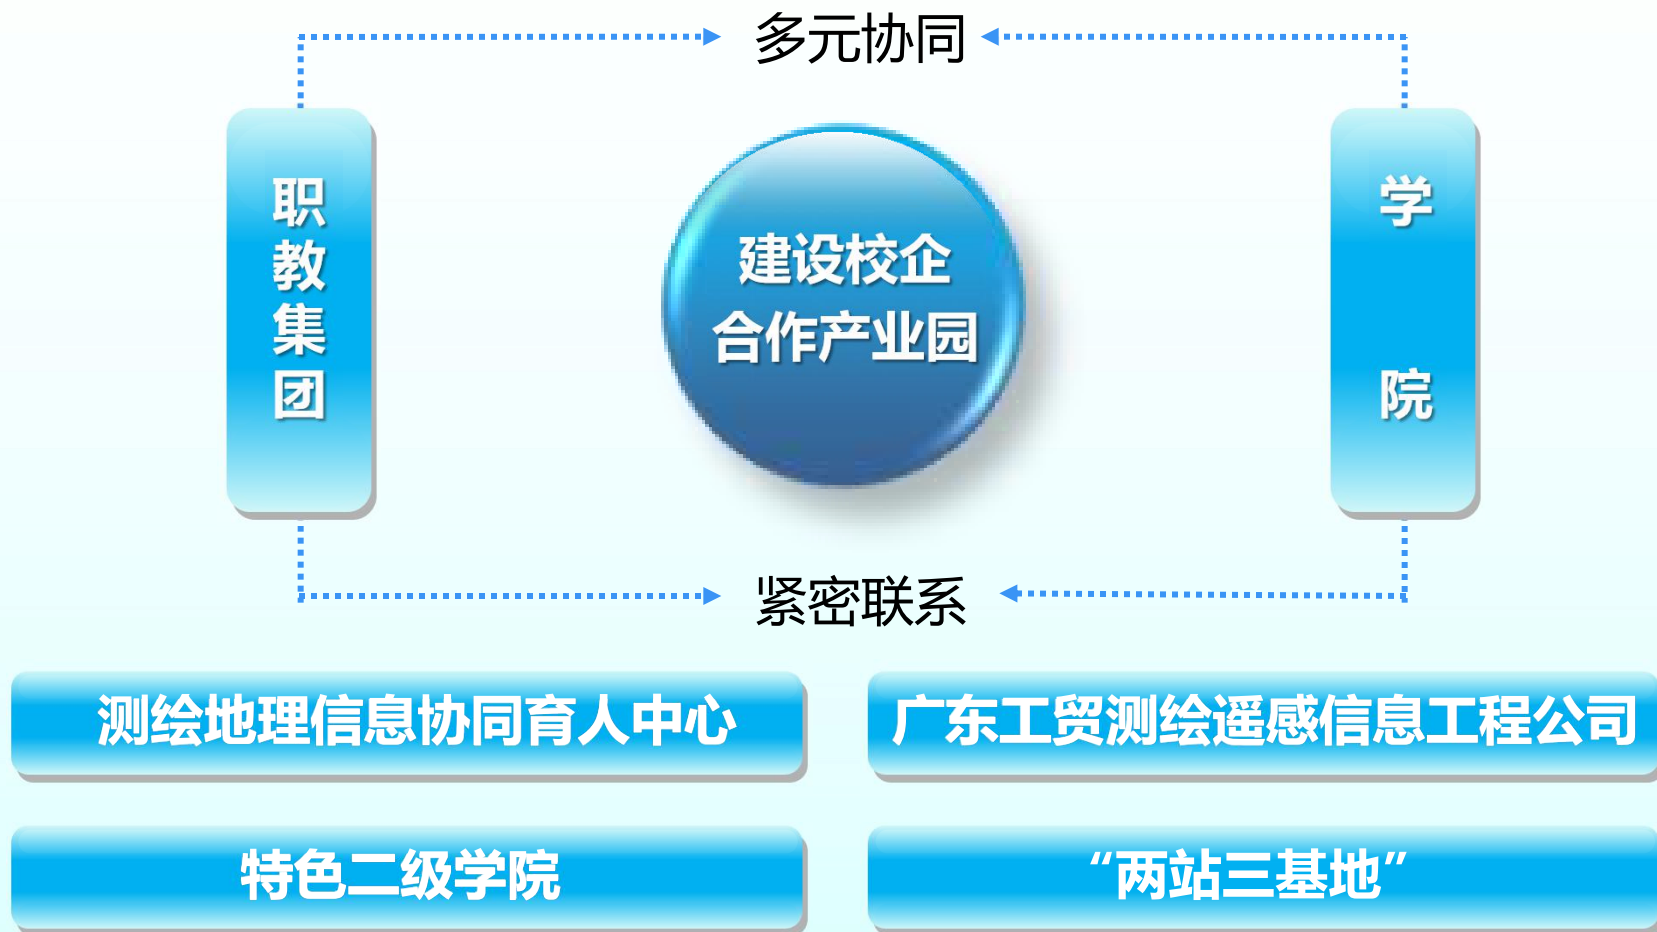 多元协同
职教集团
建设校企
合作产业园
学院
紧密联系
测绘地理信息协同育人中心
广东工贸测绘遥感信息工程公司
特色二级学院
“两站三基地”